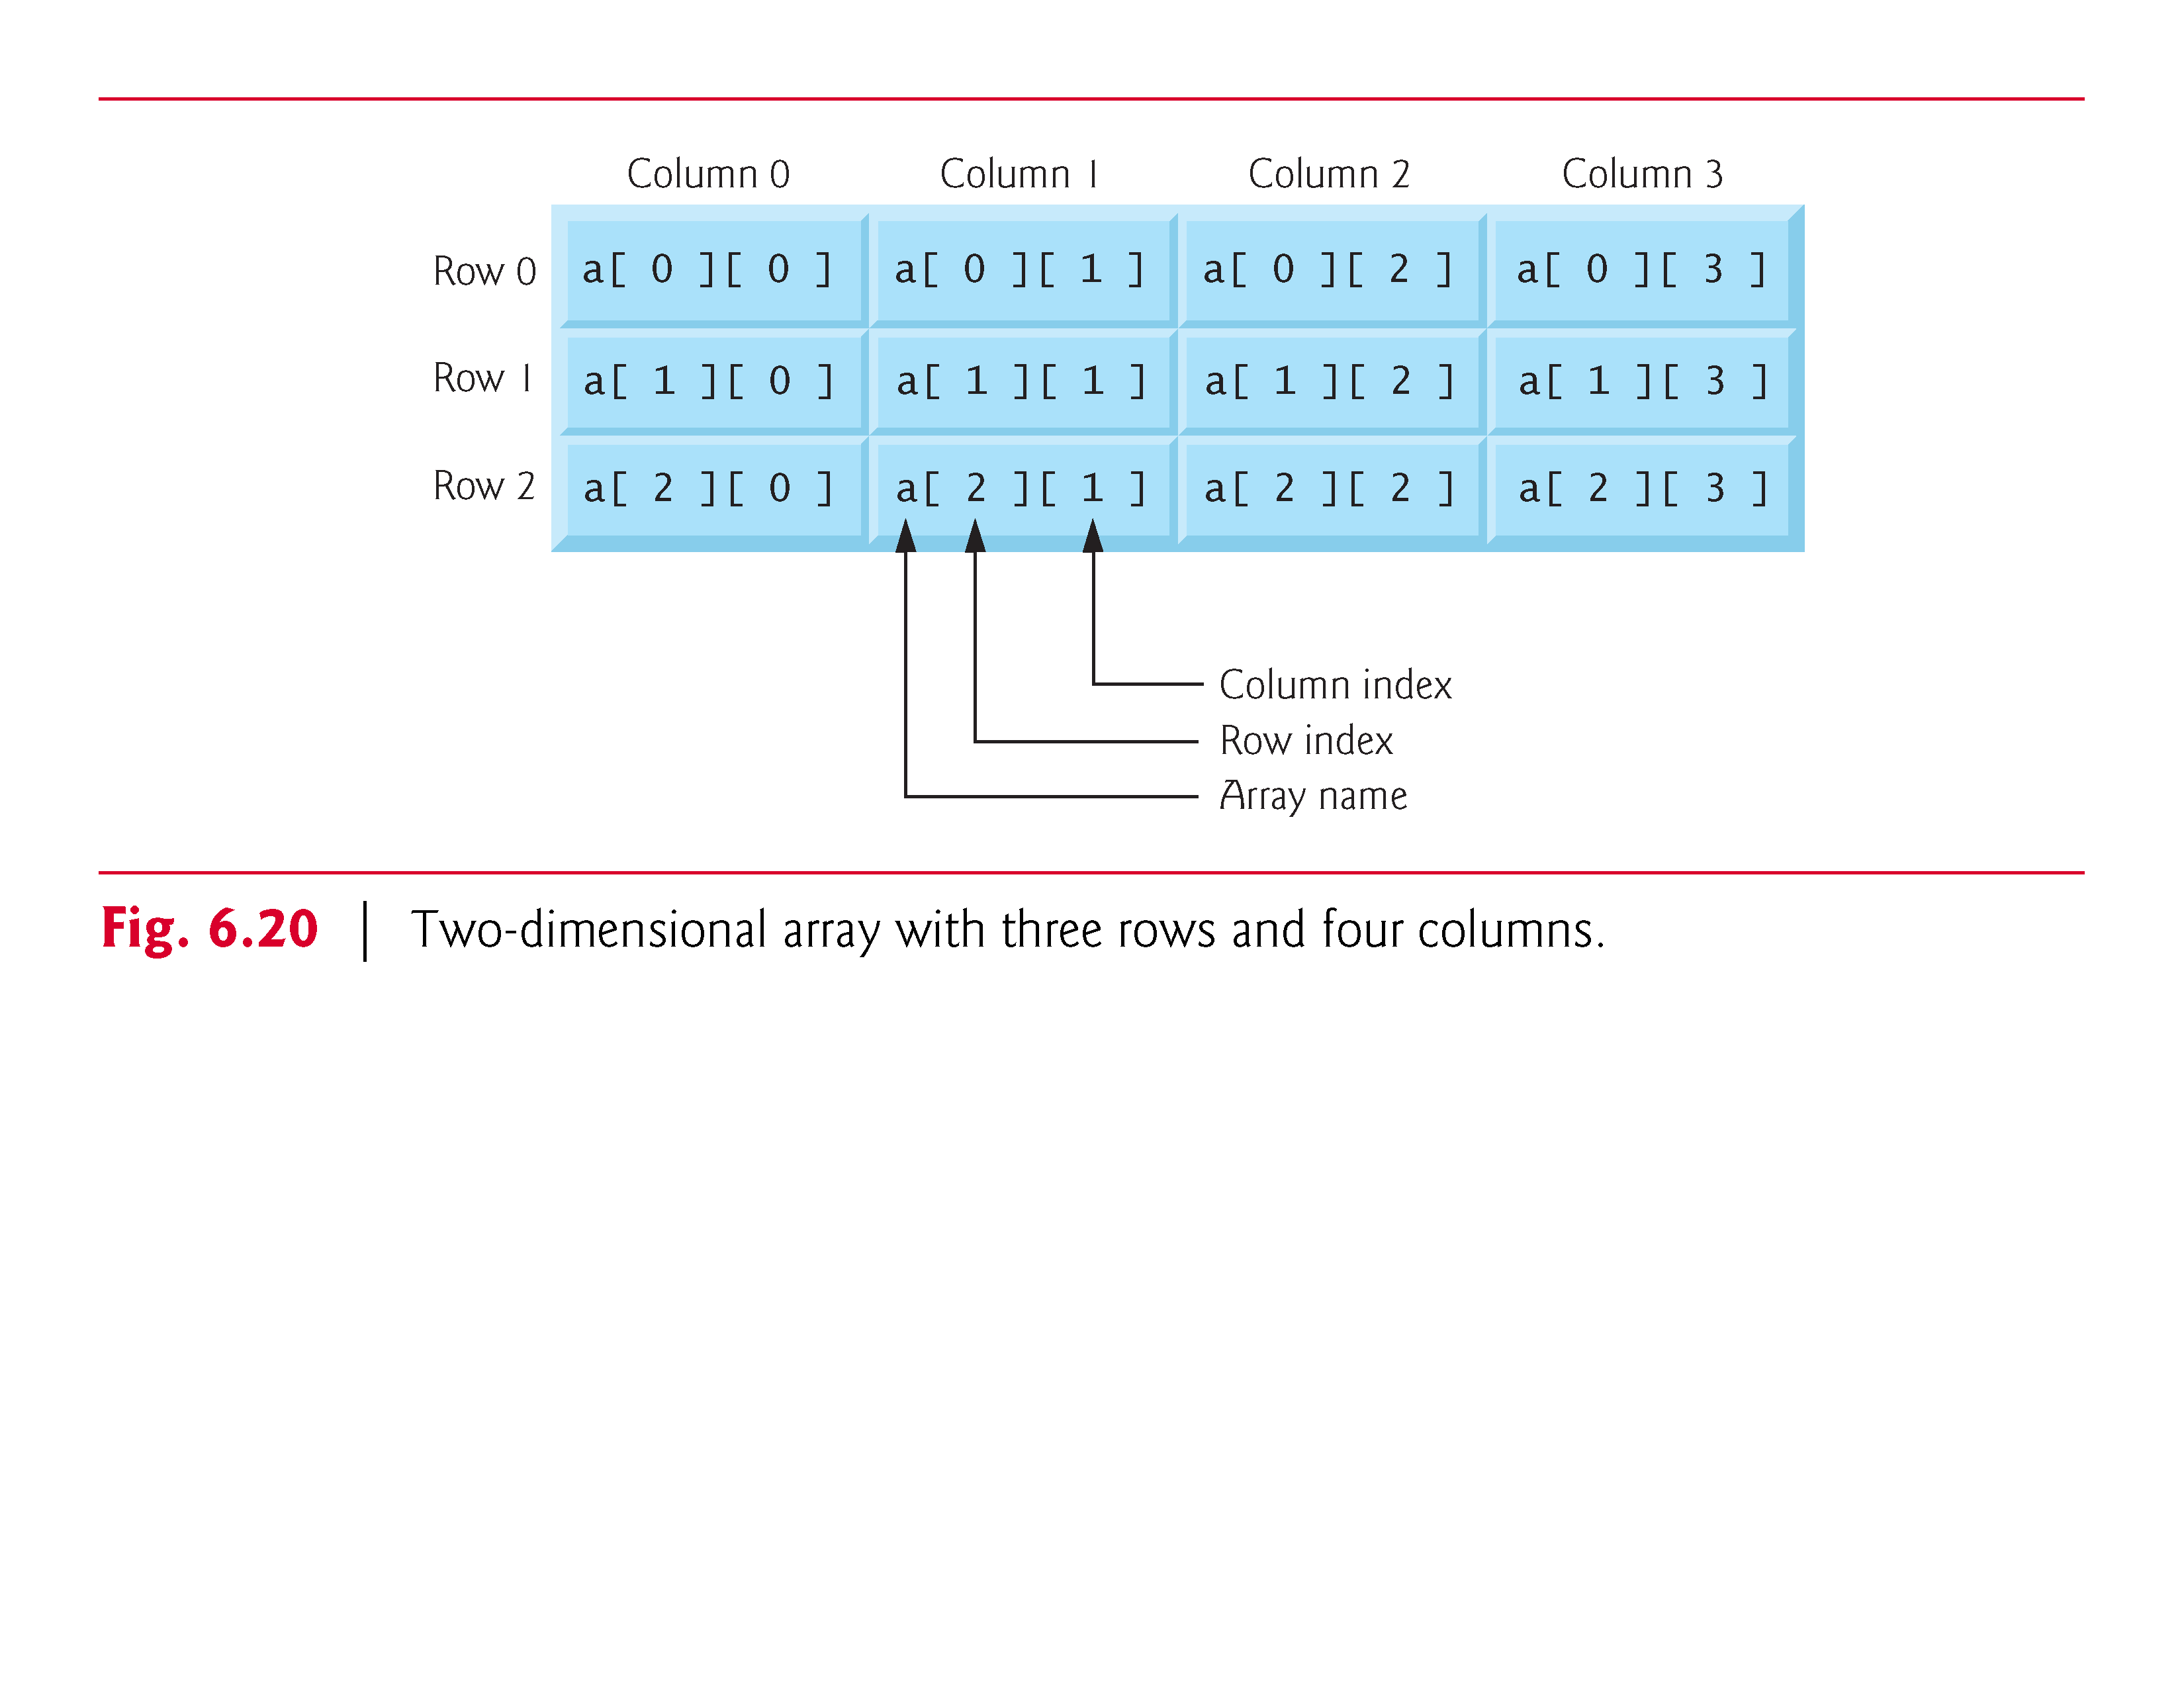 Column 0 Column 1 Column 2 Column 3
Row 0 a[ 0 ][ 0 ] a[ 0 ][ 1 ] a[ 0 ][ 2 ] a[ 0 ][ 3 ]
Row 1 a[ 1 ][ 0 ] a[ 1 ][ 1 ] a[ 1 ][ 2 ] a[ 1 ][ 3 ]
Row 2 a[ 2 ][ 0 ] a[ 2 ][ 1 ] a[ 2 ][ 2 ] a[ 2 ][ 3 ]
Column index
Row index
Array name
Fig. 6.20 | Two-dimensional array with three rows and four columns.